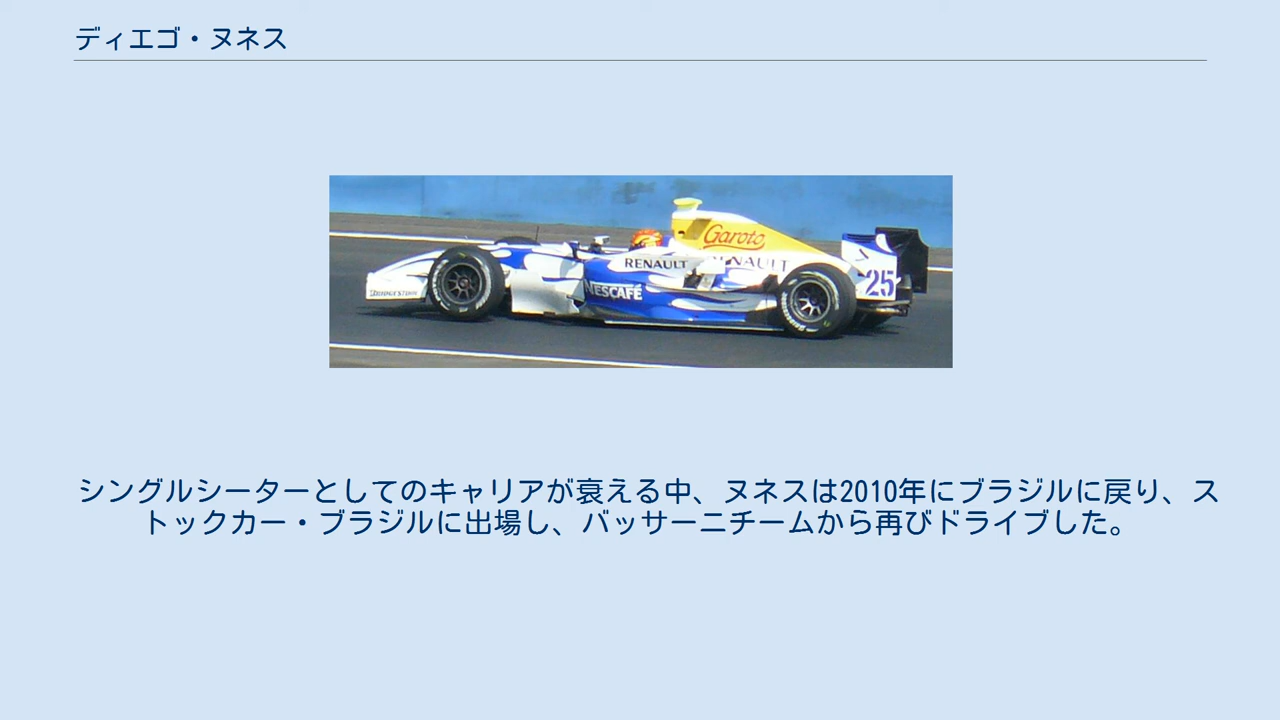 ディエゴ・ヌネス
Garoto
RENAULT
RENAULT
NESCAFÉ
BRIDGESTONE
25
シングルシーターとしてのキャリアが衰える中、ヌネスは2010年にブラジルに戻り、ス
トックカー・ブラジルに出場し、バッサーニチームから再びドライブした。